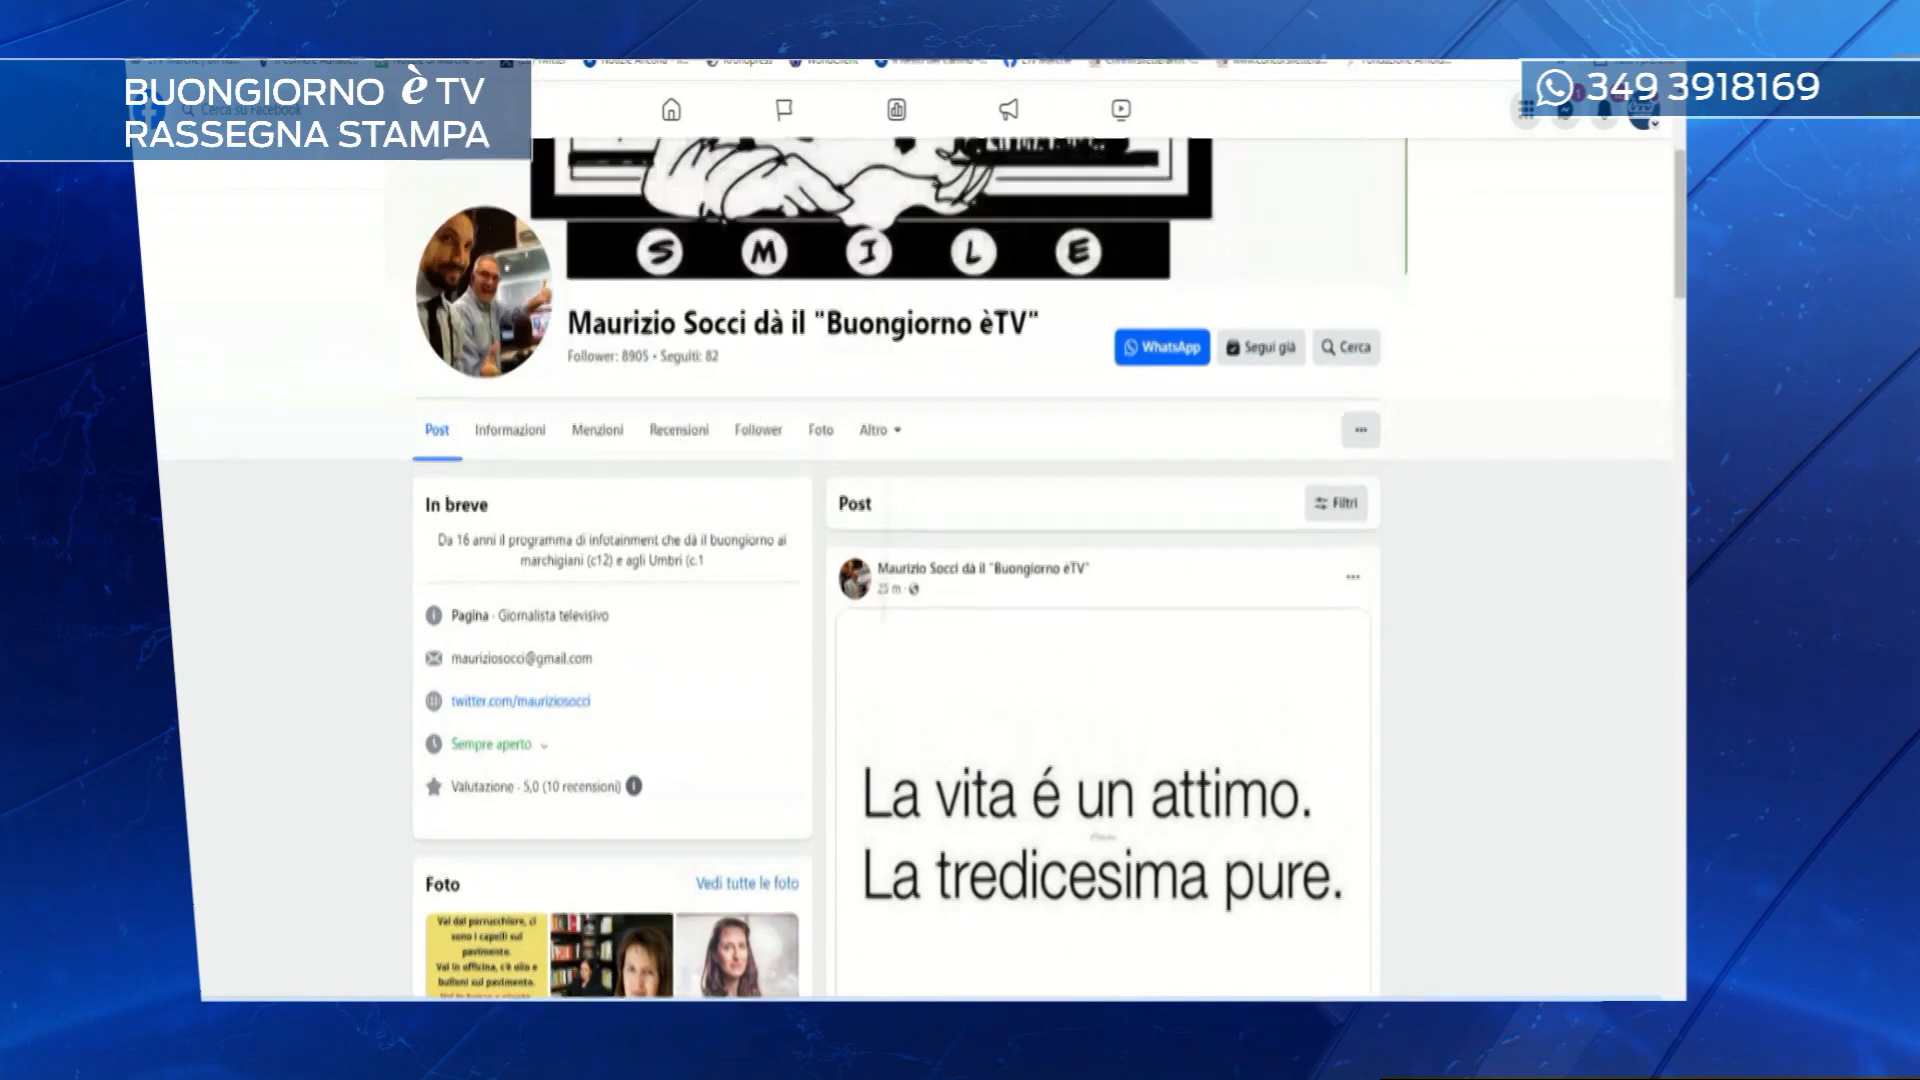 BUONGIORNO è TV
RASSEGNA STAMPA
349 3918169
Cerca su Facebook
S M I L E
Maurizio Socci dà il "Buongiorno èTV"
Follower: 8905 • Seguiti: 82
WhatsApp
Segui già
Cerca
Post
Informazioni
Menzioni
Recensioni
Follower
Foto
Altro
In breve
Da 16 anni il programma di infotainment che dà il buongiorno ai
marchigiani (c12) e agli Umbri (c.1
Pagina · Giornalista televisivo
mauriziosocci@gmail.com
twitter.com/mauriziosocci
Sempre aperto
Valutazione · 5,0 (10 recensioni)
Foto
Vedi tutte le foto
Vai dal parrucchiere, ci
sono i capelli sul
pavimento.
Vai in officina, c'è olio e
bulloni sul pavimento.
Post
Filtri
Maurizio Socci dà il "Buongiorno èTV"
25 m
La vita é un attimo.
La tredicesima pure.